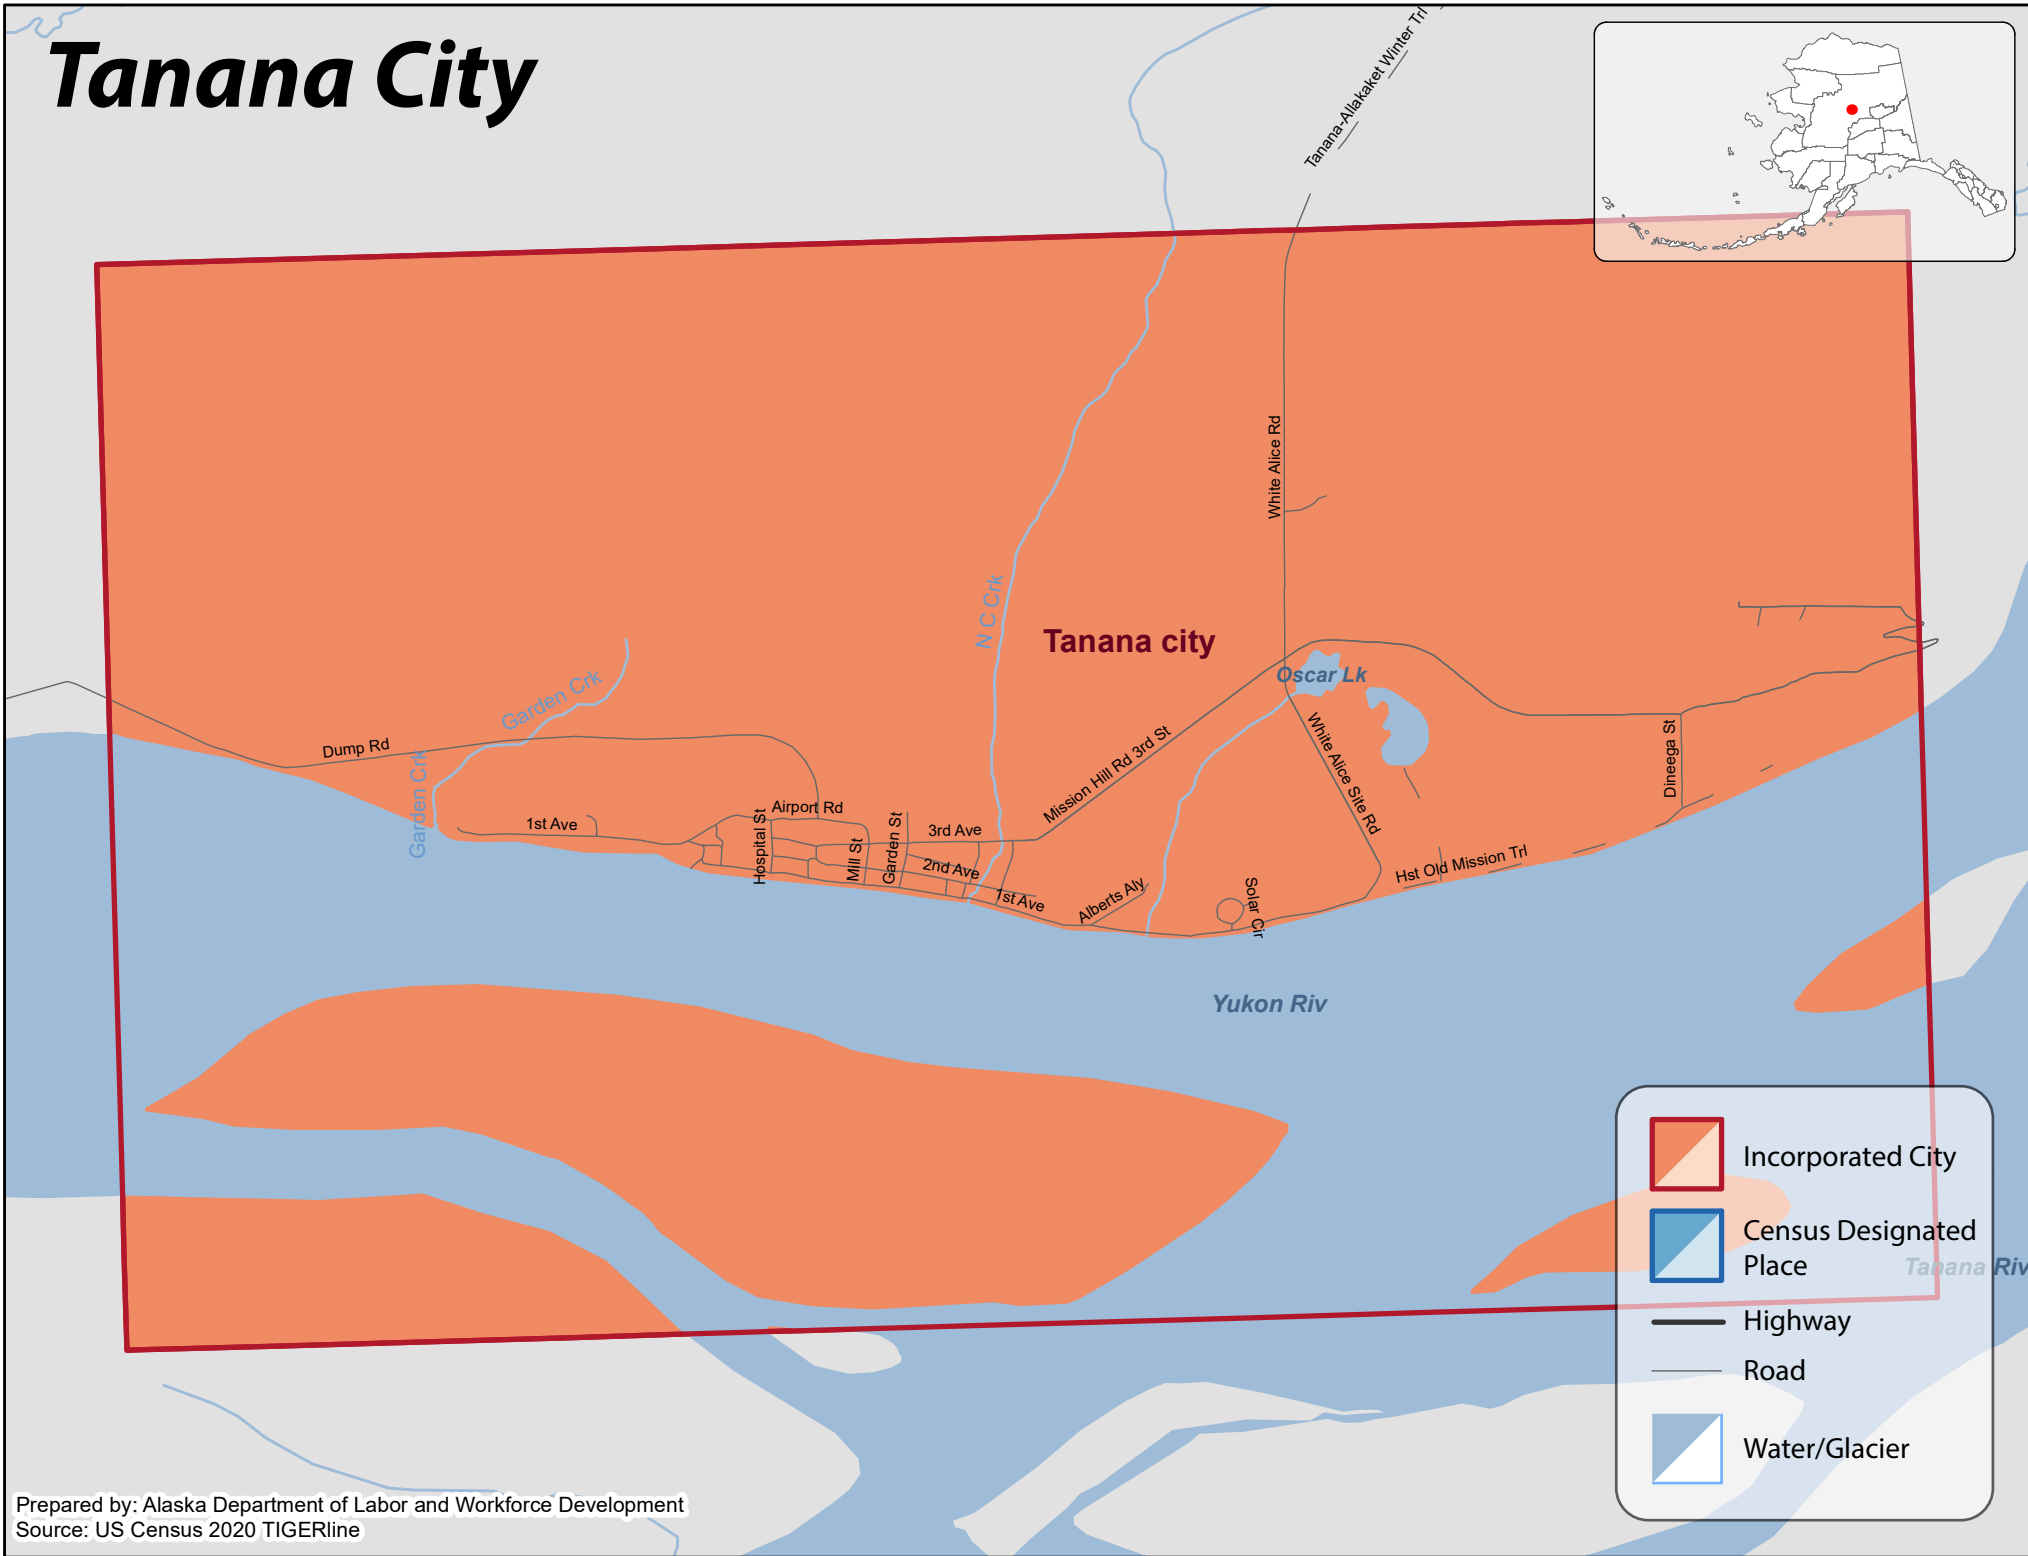 Tanana City
Tanana-Allakaket Winter Trl
White Alice Rd
N C Crk
Tanana city
Oscar Lk
Garden Crk
Dump Rd
Garden Crk
Mission Hill Rd 3rd St
White Alice Site Rd
Dineega St
1st Ave
Hospital St
Airport Rd
Mill St
Garden St
3rd Ave
2nd Ave
1st Ave
Alberts Aly
Solar Cir
Hst Old Mission Trl
Yukon Riv
Tanana Riv
Incorporated City
Census Designated
Place
Highway
Road
Water/Glacier
Prepared by: Alaska Department of Labor and Workforce Development
Source: US Census 2020 TIGERline